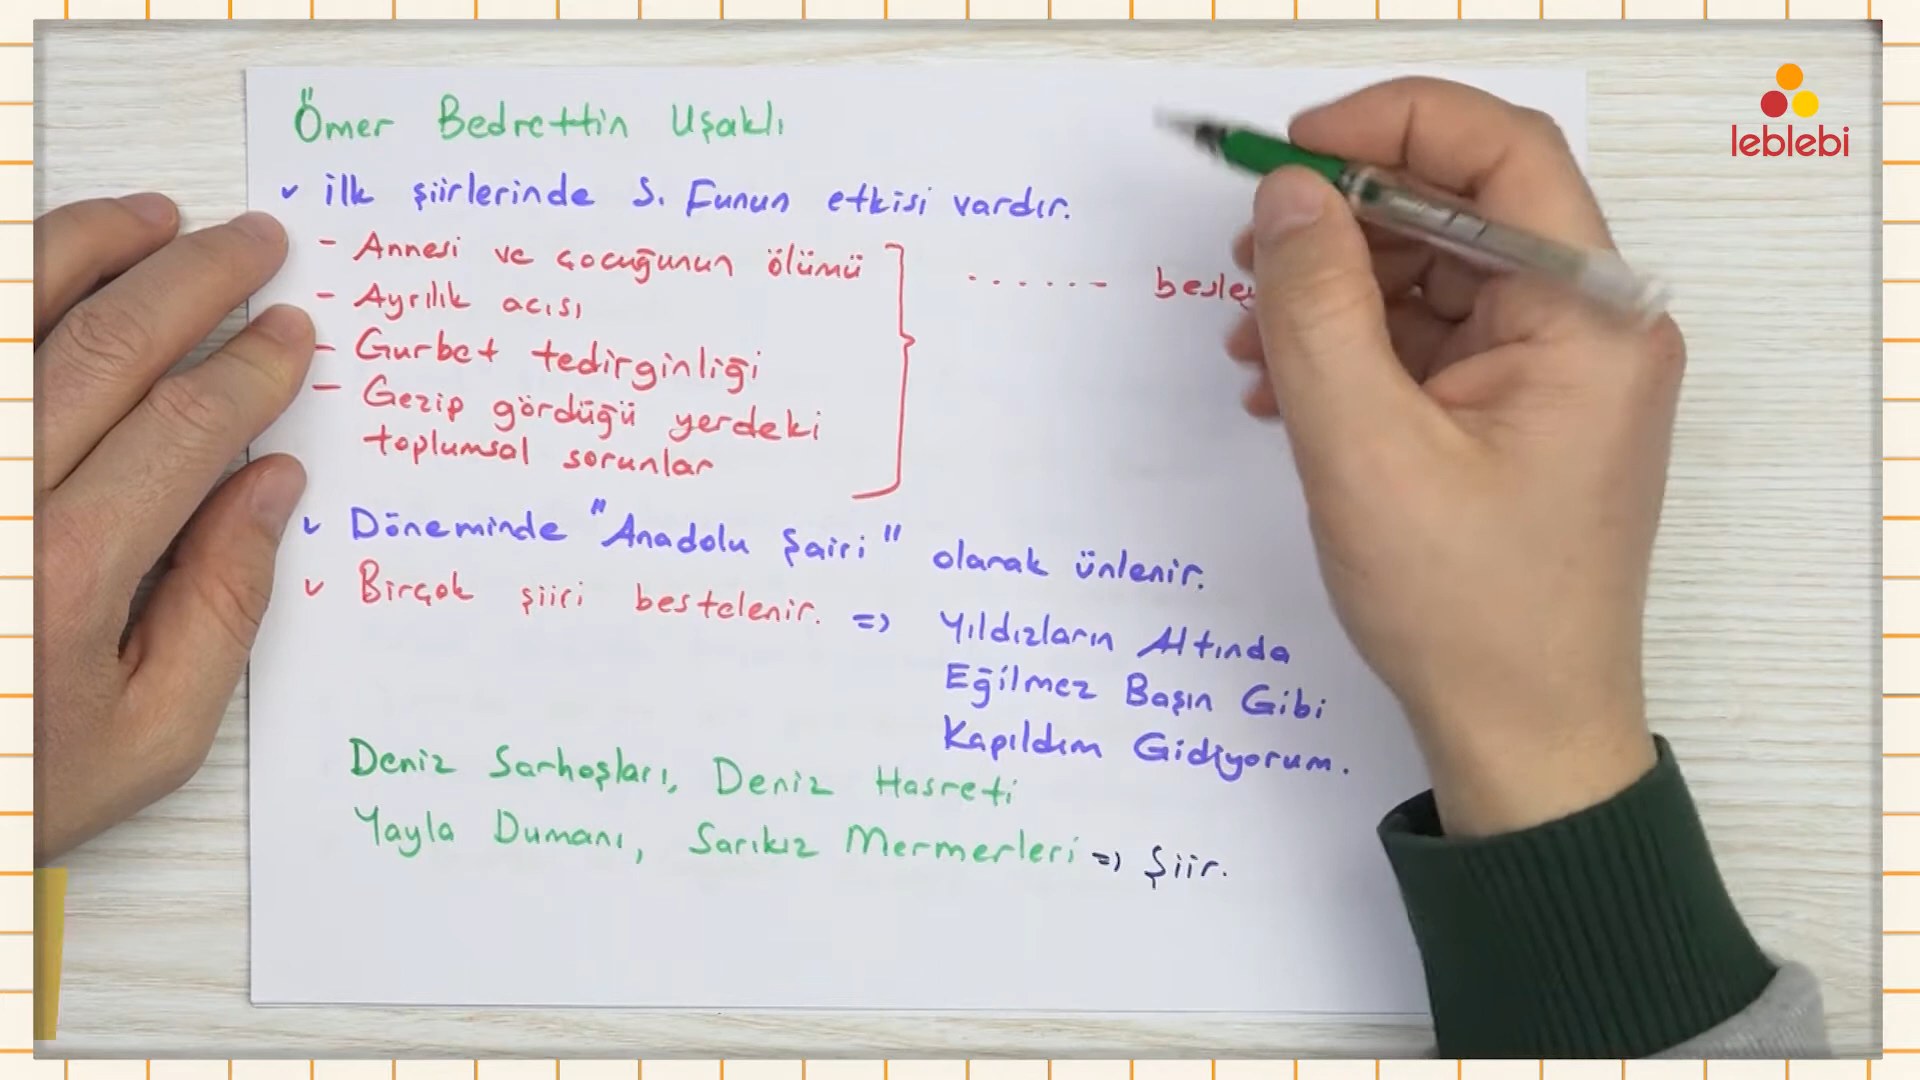 leblebi
Ömer Bedrettin Uşaklı
✓ ilk şiirlerinde S. Funun etkisi vardır.
- Annesi ve çocuğunun ölümü
- Ayrılık acısı
- Gurbet tedirginliği
- Gezip gördüğü yerdeki
toplumsal sorunlar
...... 
✓ Döneminde "Anadolu Şairi" olarak ünlenir.
✓ Birçok şiiri bestelenir. => Yıldızların Altında
Eğilmez Başın Gibi
Kapıldım Gidiyorum.
Deniz Sarhoşları, Deniz Hasreti
Yayla Dumanı, Sarıkız Mermerleri => Şiir.